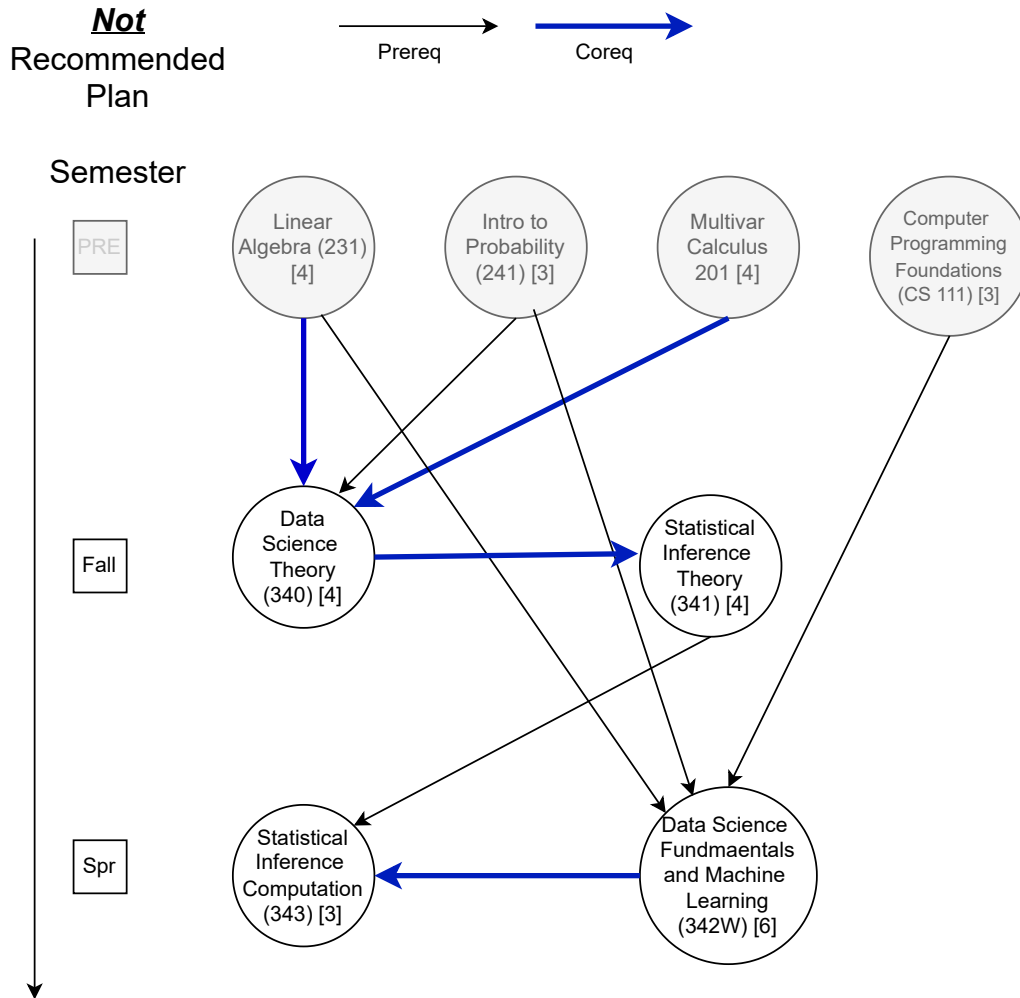 Not
Recommended
Plan
Prereq
Coreq
Semester
PRE
Linear
Algebra (231)
[4]
Intro to
Probability
(241) [3]
Multivar
Calculus
201 [4]
Computer
Programming
Foundations
(CS 111) [3]
Fall
Data
Science
Theory
(340) [4]
Statistical
Inference
Theory
(341) [4]
Spr
Statistical
Inference
Computation
(343) [3]
Data Science
Fundmaentals
and Machine
Learning
(342W) [6]